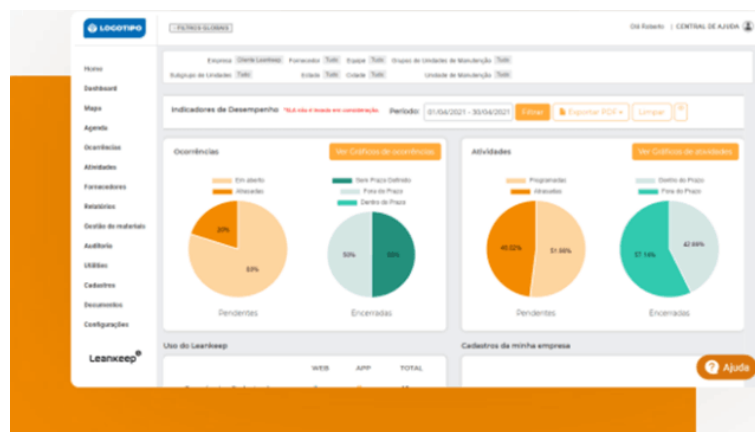 LOGOTIPO
FILTROS GLOBAIS
Olá Roberto | CENTRAL DE AJUDA
Empresa Cliente Leankeep Fornecedor Tudo Equipe Tudo Grupos de Unidades de Manutenção Tudo
Subgrupo de Unidades Tudo Estado Tudo Cidade Tudo Unidade de Manutenção Tudo
Indicadores de Desempenho Período: 01/04/2021 - 30/04/2021 Filtrar Exportar PDF Limpar
Home
Dashboard
Mapa
Agenda
Ocorrências
Atividades
Fornecedores
Relatórios
Gestão de materiais
Auditoria
Utilities
Cadastros
Documentos
Configurações
Leankeep
Ocorrências Ver Gráficos de ocorrências
Em aberto
Atrasadas
Sem Prazo Definido
Fora do Prazo
Dentro do Prazo
20%
50%
Pendentes
Encerradas
Atividades Ver Gráficos de atividades
Programadas
Atrasadas
Dentro do Prazo
Fora do Prazo
51.98%
57.14%
42.86%
Pendentes
Encerradas
Uso do Leankeep
WEB APP TOTAL
Cadastros da minha empresa
? Ajuda